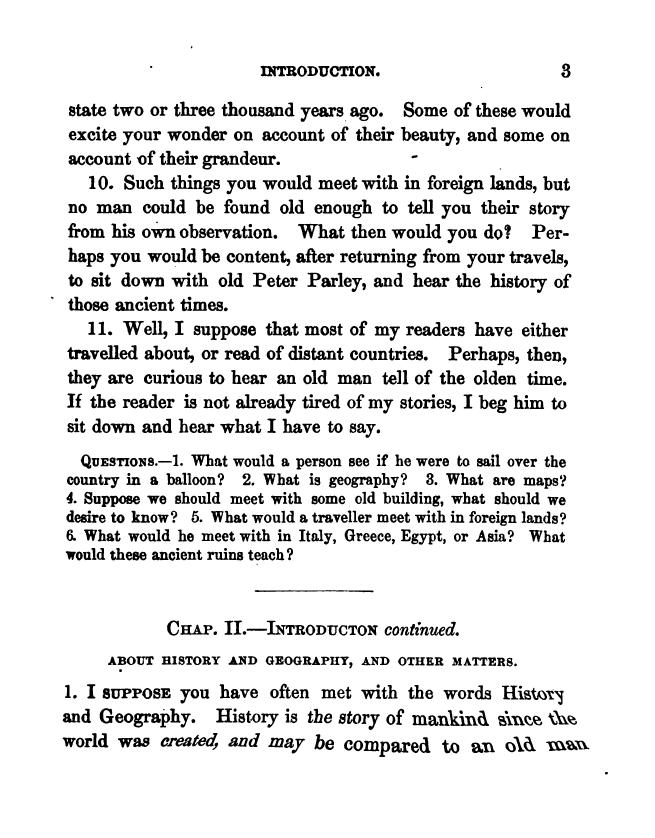 INTRODUCTION. 3
state two or three thousand years ago. Some of these would
excite your wonder on account of their beauty, and some on
account of their grandeur.
10. Such things you would meet with in foreign lands, but
no man could be found old enough to tell you their story
from his own observation. What then would you do? Per-
haps you would be content, after returning from your travels,
to sit down with old Peter Parley, and hear the history of
those ancient times.
11. Well, I suppose that most of my readers have either
travelled about, or read of distant countries. Perhaps, then,
they are curious to hear an old man tell of the olden time.
If the reader is not already tired of my stories, I beg him to
sit down and hear what I have to say.
QUESTIONS.—1. What would a person see if he were to sail over the
country in a balloon? 2. What is geography? 3. What are maps?
4. Suppose we should meet with some old building, what should we
desire to know? 5. What would a traveller meet with in foreign lands?
6. What would he meet with in Italy, Greece, Egypt, or Asia? What
would these ancient ruins teach?
CHAP. II.—INTRODUCTON continued.
ABOUT HISTORY AND GEOGRAPHY, AND OTHER MATTERS.
1. I SUPPOSE you have often met with the words History
and Geography. History is the story of mankind since the
world was created, and may be compared to an old man